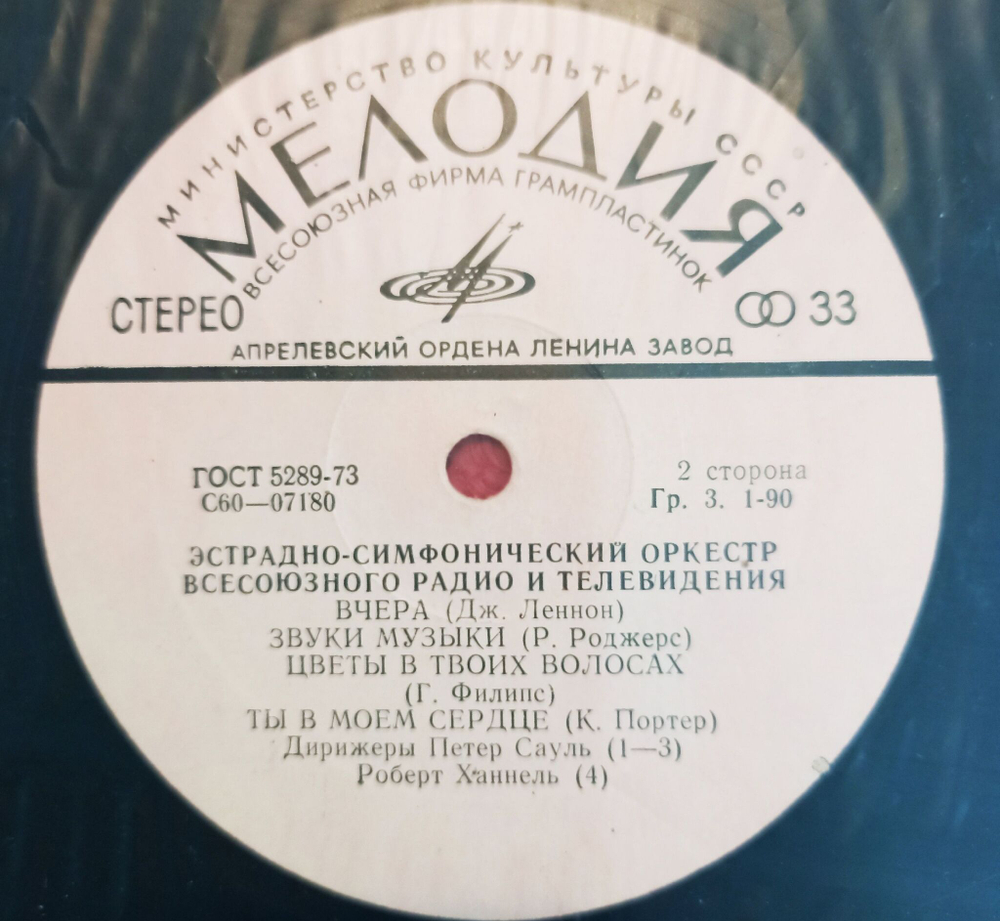 МИНИСТЕРСТВО КУЛЬТУРЫ СССР
МЕЛОДИЯ
ВСЕСОЮЗНАЯ ФИРМА ГРАМПЛАСТИНОК
СТЕРЕО
33
АПРЕЛЕВСКИЙ ОРДЕНА ЛЕНИНА ЗАВОД
ГОСТ 5289-73
2 сторона
С60—07180
Гр. 3. 1-90
ЭСТРАДНО-СИМФОНИЧЕСКИЙ ОРКЕСТР
ВСЕСОЮЗНОГО РАДИО И ТЕЛЕВИДЕНИЯ
ВЧЕРА (Дж. Леннон)
ЗВУКИ МУЗЫКИ (Р. Роджерс)
ЦВЕТЫ В ТВОИХ ВОЛОСАХ
(Г. Филипс)
ТЫ В МОЕМ СЕРДЦЕ (К. Портер)
Дирижеры Петер Сауль (1—3)
Роберт Ханнель (4)